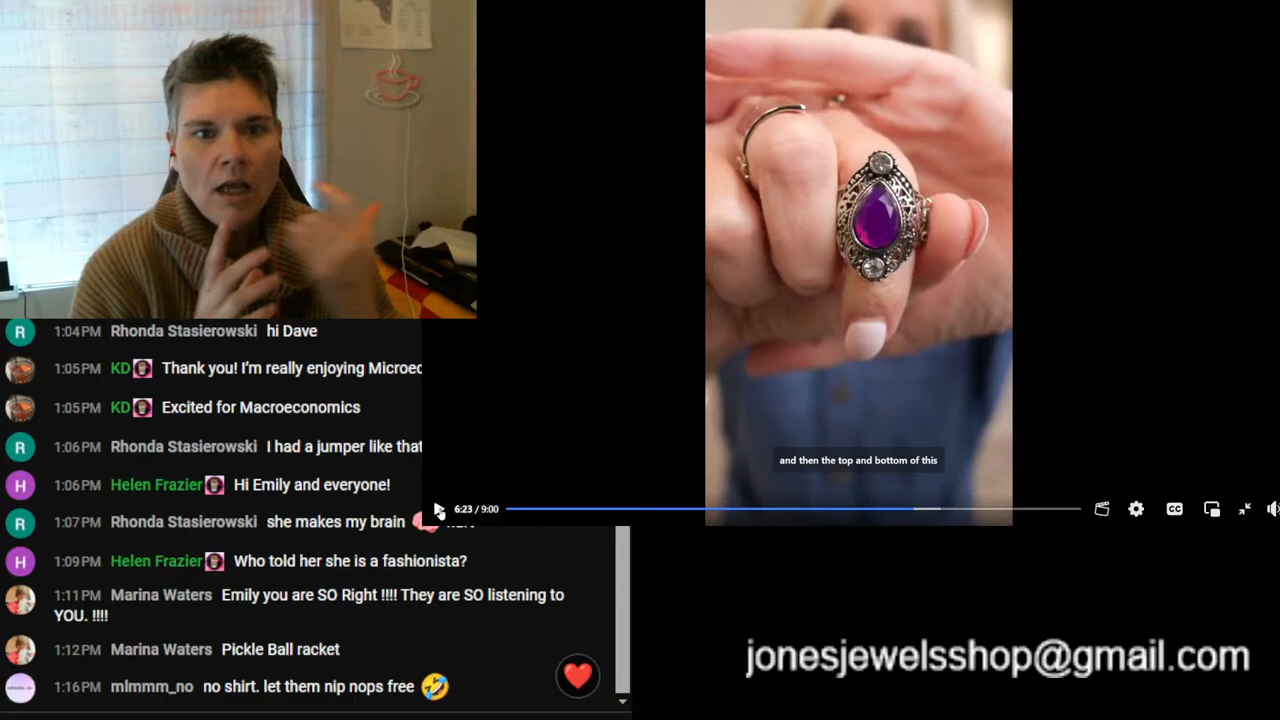 1:04 PM Rhonda Stasierowski hi Dave
1:05 PM KD Thank you! I'm really enjoying Microec
1:05 PM KD Excited for Macroeconomics
1:06 PM Rhonda Stasierowski I had a jumper like that
1:06 PM Helen Frazier Hi Emily and everyone!
1:07 PM Rhonda Stasierowski she makes my brain
1:09 PM Helen Frazier Who told her she is a fashionista?
1:11 PM Marina Waters Emily you are SO Right !!!! They are SO listening to
YOU. !!!!
1:12 PM Marina Waters Pickle Ball racket
1:16 PM mlmmm_no no shirt. let them nip nops free
R
R
H
R
H
and then the top and bottom of this
6:23 / 9:00
CC
jonesjewelsshop@gmail.com